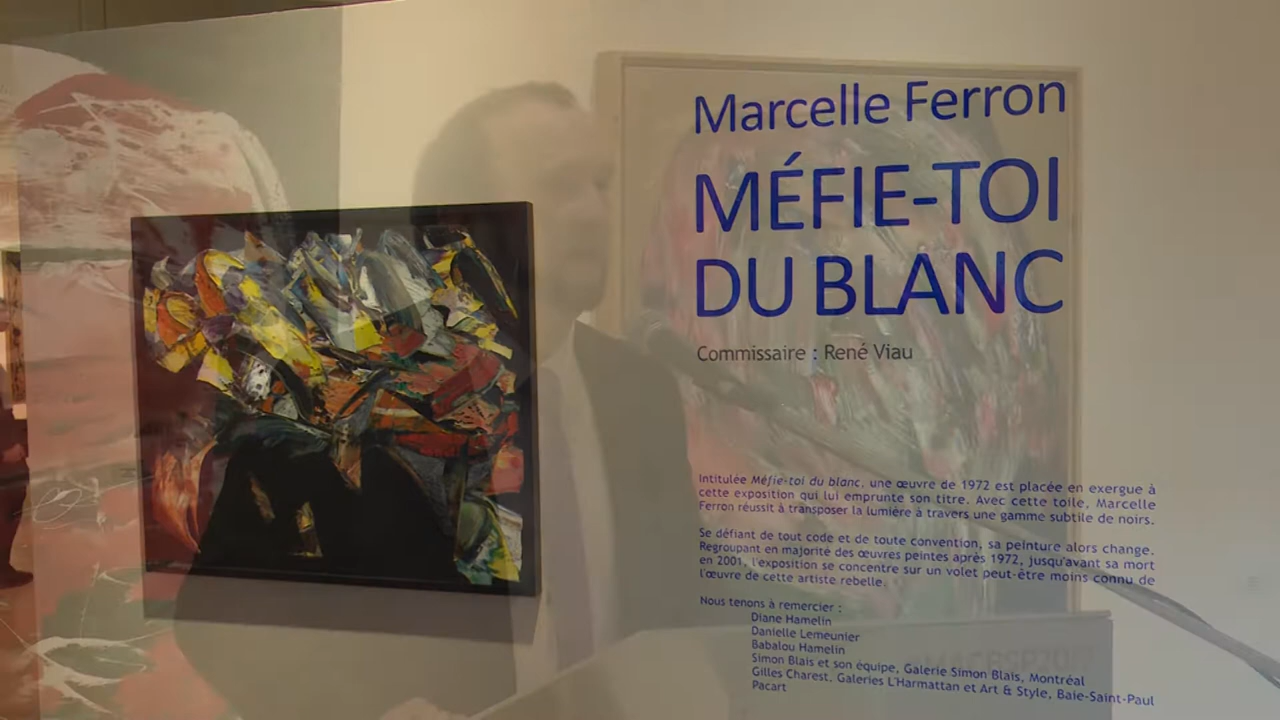 Marcelle Ferron
MÉFIE-TOI
DU BLANC
Commissaire : René Viau
Intitulée Méfie-toi du blanc, une œuvre de 1972 est placée en exergue à
cette exposition qui lui emprunte son titre. Avec cette toile, Marcelle
Ferron réussit à transposer la lumière à travers une gamme subtile de noirs.
Se défiant de tout code et de toute convention, sa peinture alors change.
Regroupant en majorité des œuvres peintes après 1972, jusqu'avant sa mort
en 2001, l'exposition se concentre sur un volet peut-être moins connu de
l'œuvre de cette artiste rebelle.
Nous tenons à remercier :
Diane Hamelin
Danielle Lemeunier
Babalou Hamelin
Simon Blais et son équipe, Galerie Simon Blais, Montréal
Gilles Charest, Galeries L'Harmattan et Art & Style, Baie-Saint-Paul
Pacart